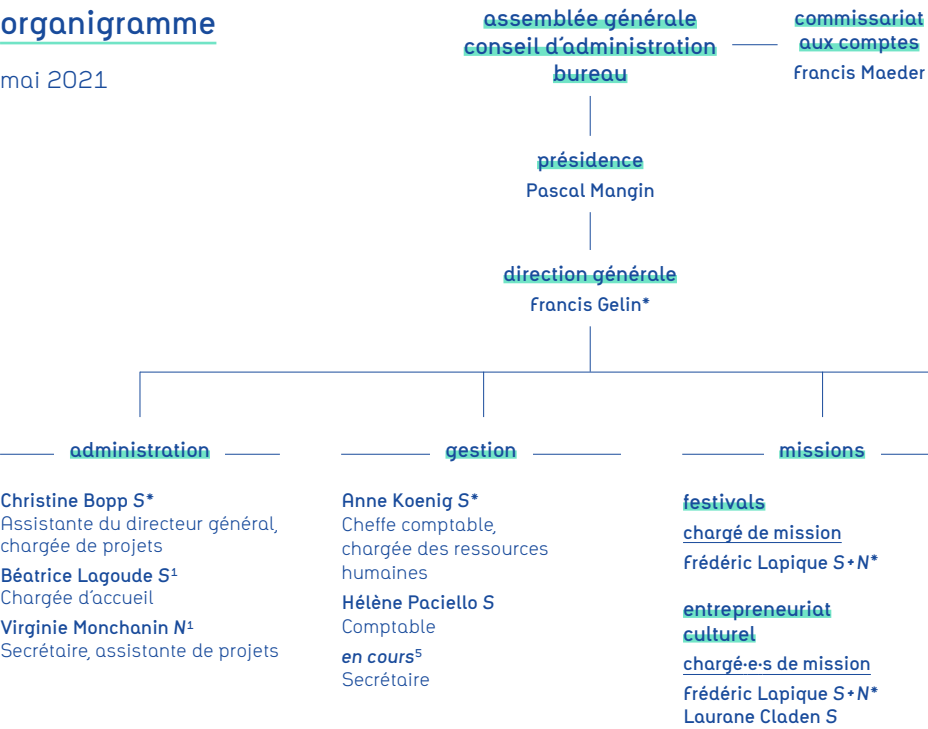 organigramme
mai 2021
assemblée générale
conseil d'administration
bureau
commissariat
aux comptes
Francis Maeder
présidence
Pascal Mangin
direction générale
Francis Gelin*
administration
Christine Bopp S*
Assistante du directeur général,
chargée de projets
Béatrice Lagoude S¹
Chargée d'accueil
Virginie Monchanin N¹
Secrétaire, assistante de projets
gestion
Anne Koenig S*
Cheffe comptable,
chargée des ressources
humaines
Hélène Paciello S
Comptable
en cours⁵
Secrétaire
missions
festivals
chargé de mission
Frédéric Lapique S+N*
entrepreneuriat
culturel
chargé·e·s de mission
Frédéric Lapique S+N*
Laurane Claden S